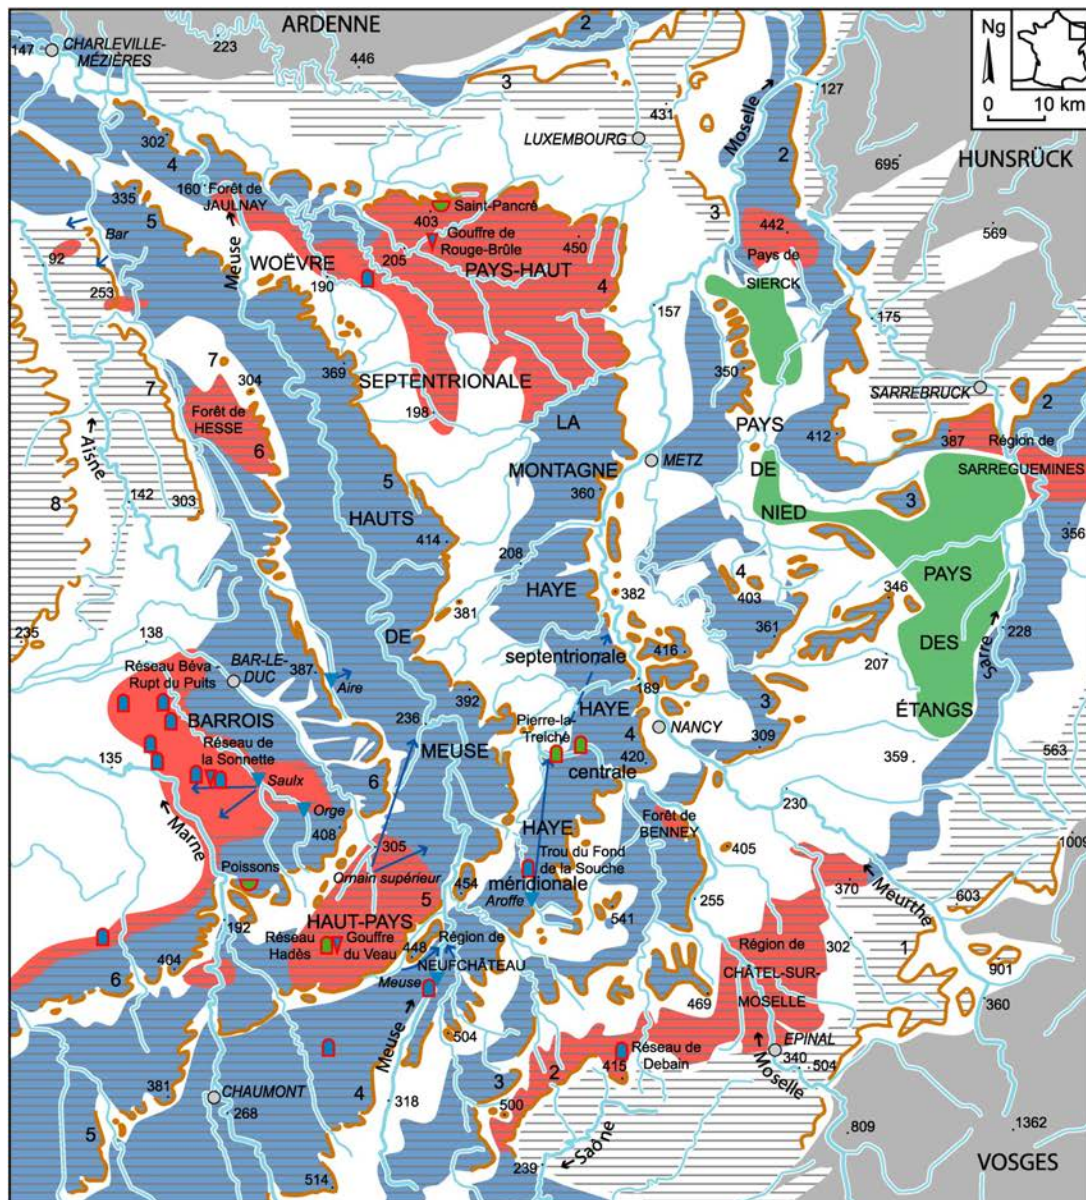 ARDENNE
147
CHARLEVILLE-
MÉZIÈRES
223
446
2
3
Ng
0 10 km
Moselle
127
431
LUXEMBOURG
302
4
2
695
HUNSRÜCK
335
160
Forêt de
JAULNAY
Saint-Pancré
3
5
403
Gouffre de
Rouge-Brûle
442
569
Bar
Meuse
450
Pays de
SIERCK
92
WOËVRE
205
PAYS-HAUT
253
190
4
157
175
7
7
304
369
SEPTENTRIONALE
350
SARREBRUCK
Forêt de
HESSE
6
198
LA
PAYS
412
387
2
Région de
SARREGUEMINES
Aisne
METZ
MONTAGNE
DE
8
142
303
5
360
NIED
3
HAUTS
414
208
356
4
346
PAYS
HAYE
382
403
381
361
DES
235
138
DE
416
228
septentrionale
207
Sarre
Réseau Béva-
Rupt du Puits
BAR-LE-
DUC
387
Aire
392
189
3
ÉTANGS
BARROIS
236
Pierre-la-
Treiche
HAYE
4
NANCY
563
Réseau de
la Sonnette
MEUSE
309
359
135
420
centrale
Saulx
6
230
Orge
Marne
408
HAYE
Forêt de
BENNEY
1009
305
Trou du Fond
de la Souche
405
Poissons
Ornain supérieur
454
méridionale
370
Meurthe
5
Aroffe
603
HAUT-PAYS
255
192
541
Réseau
Hadès
Gouffre
du Veau
448
Région de
NEUFCHÂTEAU
Région de
302
1
404
901
6
Meuse
CHÂTEL-SUR-
MOSELLE
469
360
504
Meuse
EPINAL
Réseau de
Debain
340
504
415
2
Moselle
381
CHAUMONT
4
3
268
318
500
5
809
1362
Saône
239
514
VOSGES